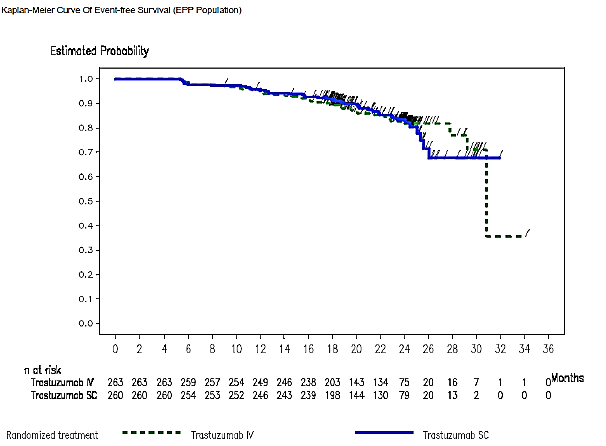 Kaplan-Meier Curve Of Event-free Survival (EPP Population)
Estimated Probability
1.0
0.9
0.8
0.7
0.6
0.5
0.4
0.3
0.2
0.1
0.0
0 2 4 6 8 10 12 14 16 18 20 22 24 26 28 30 32 34 36
n at risk
Months
Trastuzumab IV 263 263 263 259 257 254 249 246 238 203 143 134 75 20 16 7 1 1 0
Trastuzumab SC 260 260 260 254 253 252 246 243 239 198 144 130 79 20 13 2 0 0 0
Randomized treatment Trastuzumab IV Trastuzumab SC